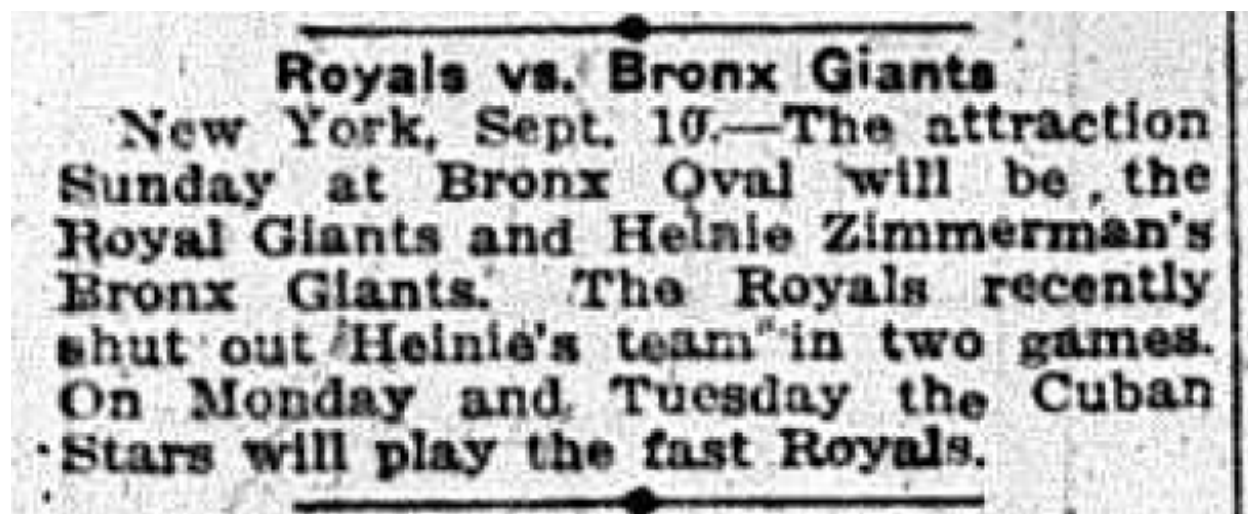 Royals vs. Bronx Giants
New York, Sept. 10.—The attraction
Sunday at Bronx Oval will be the
Royal Giants and Heinie Zimmerman's
Bronx Giants. The Royals recently
shut out Heinie's team in two games.
On Monday and Tuesday the Cuban
Stars will play the fast Royals.